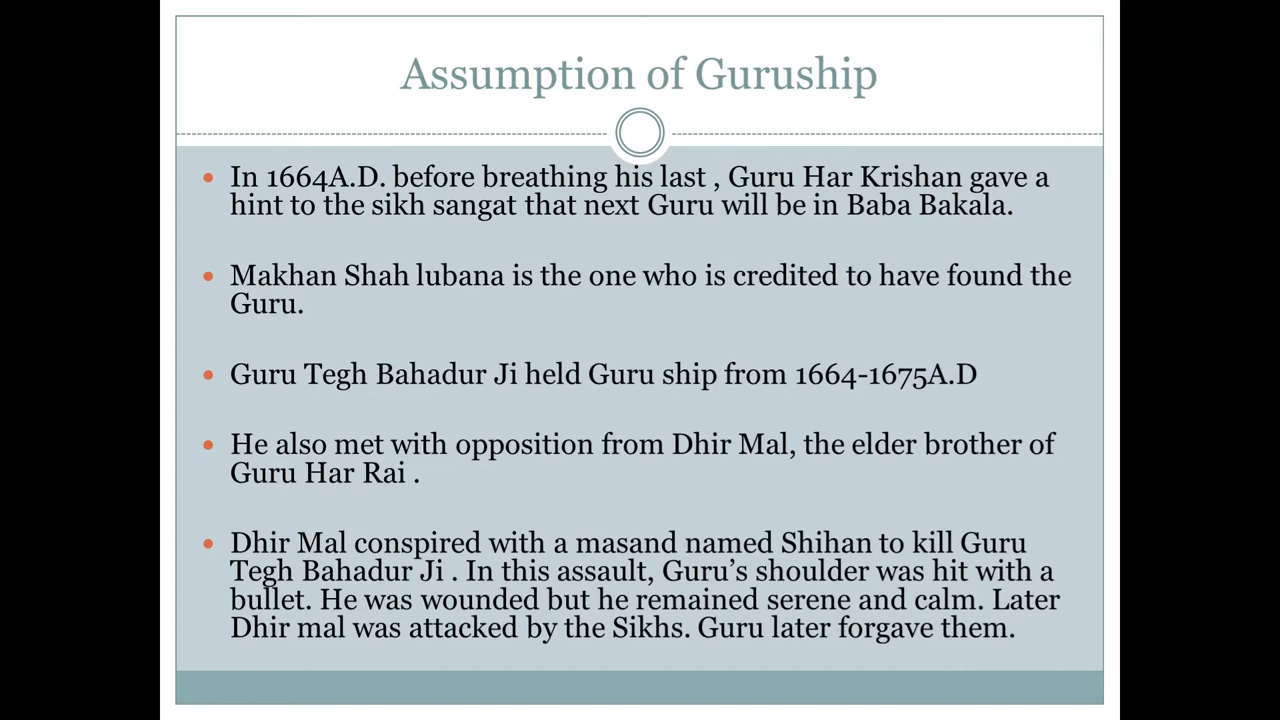 Assumption of Guruship
• In 1664A.D. before breathing his last , Guru Har Krishan gave a
hint to the sikh sangat that next Guru will be in Baba Bakala.
• Makhan Shah lubana is the one who is credited to have found the
Guru.
• Guru Tegh Bahadur Ji held Guru ship from 1664-1675A.D
• He also met with opposition from Dhir Mal, the elder brother of
Guru Har Rai .
• Dhir Mal conspired with a masand named Shihan to kill Guru
Tegh Bahadur Ji . In this assault, Guru’s shoulder was hit with a
bullet. He was wounded but he remained serene and calm. Later
Dhir mal was attacked by the Sikhs. Guru later forgave them.